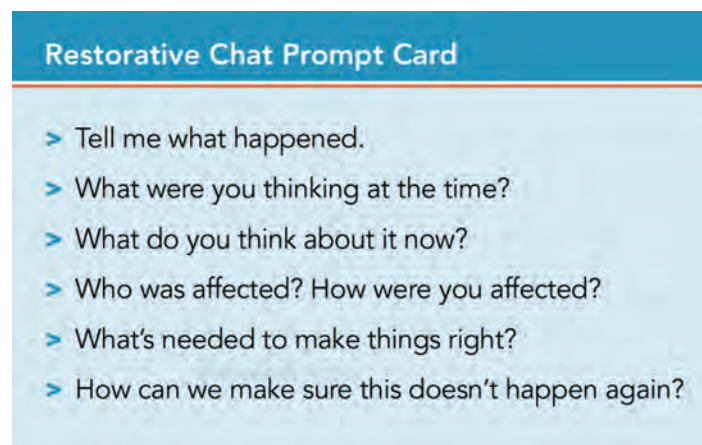 Restorative Chat Prompt Card
> Tell me what happened.
> What were you thinking at the time?
> What do you think about it now?
> Who was affected? How were you affected?
> What's needed to make things right?
> How can we make sure this doesn't happen again?